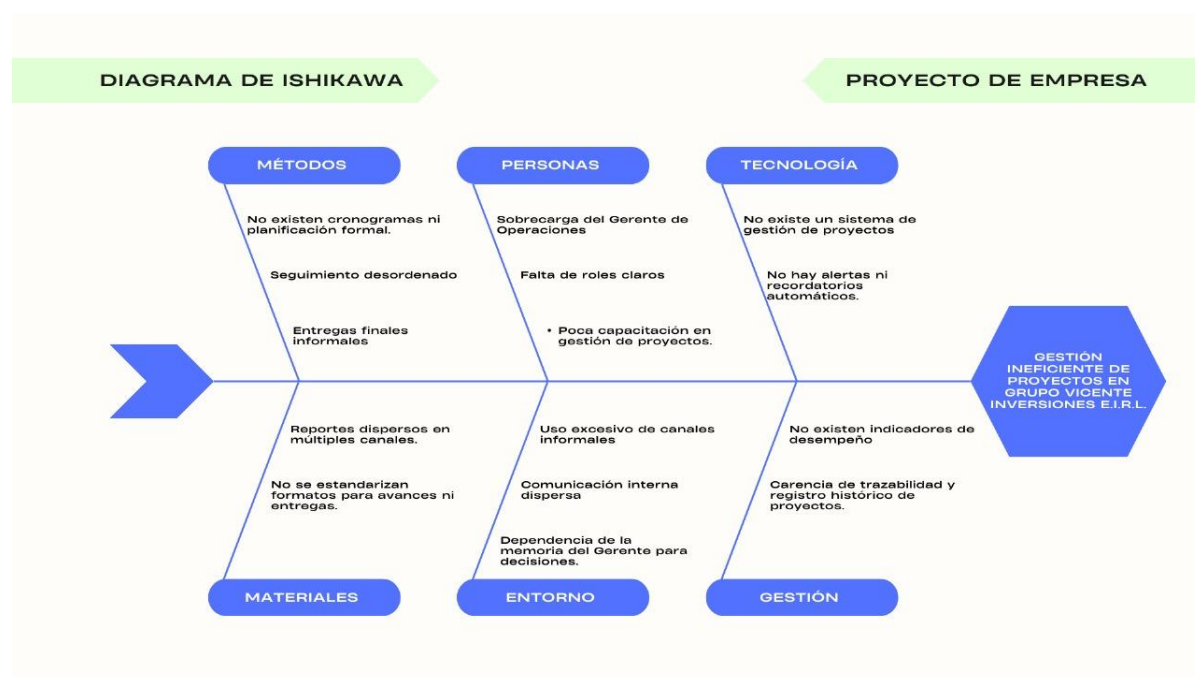 DIAGRAMA DE ISHIKAWA
PROYECTO DE EMPRESA
MÉTODOS
No existen cronogramas ni
planificación formal.
Seguimiento desordenado
Entregas finales
informales
PERSONAS
Sobrecarga del Gerente de
Operaciones
Falta de roles claros
• Poca capacitación en
gestión de proyectos.
TECNOLOGÍA
No existe un sistema de
gestión de proyectos
No hay alertas ni
recordatorios
automáticos.
GESTIÓN
INEFICIENTE DE
PROYECTOS EN
GRUPO VICENTE
INVERSIONES E.I.R.L.
Reportes dispersos en
múltiples canales.
No se estandarizan
formatos para avances ni
entregas.
MATERIALES
Uso excesivo de canales
informales
Comunicación interna
dispersa
Dependencia de la
memoria del Gerente para
decisiones.
ENTORNO
No existen indicadores de
desempeño
Carencia de trazabilidad y
registro histórico de
proyectos.
GESTIÓN